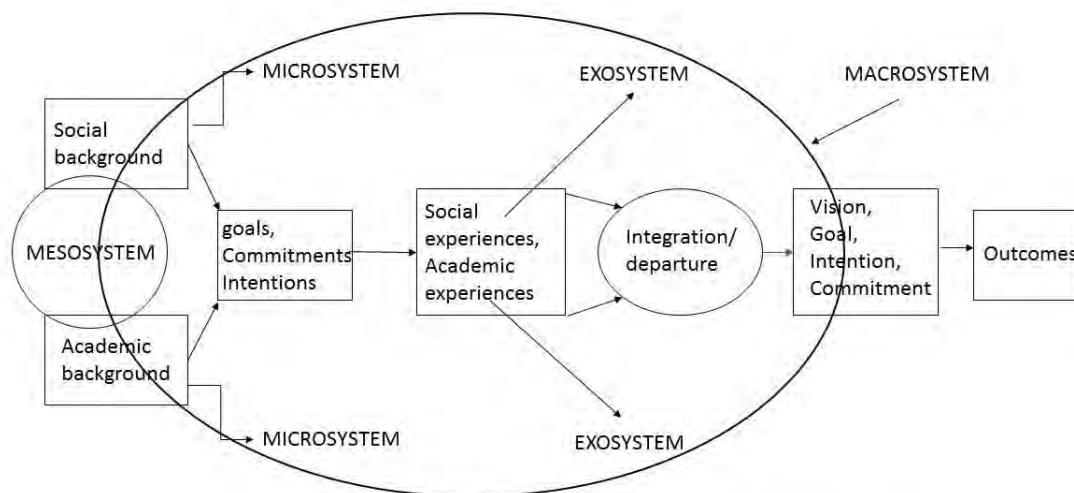 MICROSYSTEM
EXOSYSTEM
MACROSYSTEM
Social
background
MESOSYSTEM
goals,
Commitments
Intentions
Social
experiences,
Academic
experiences
Integration/
departure
Vision,
Goal,
Intention,
Commitment
Outcomes
Academic
background
MICROSYSTEM
EXOSYSTEM